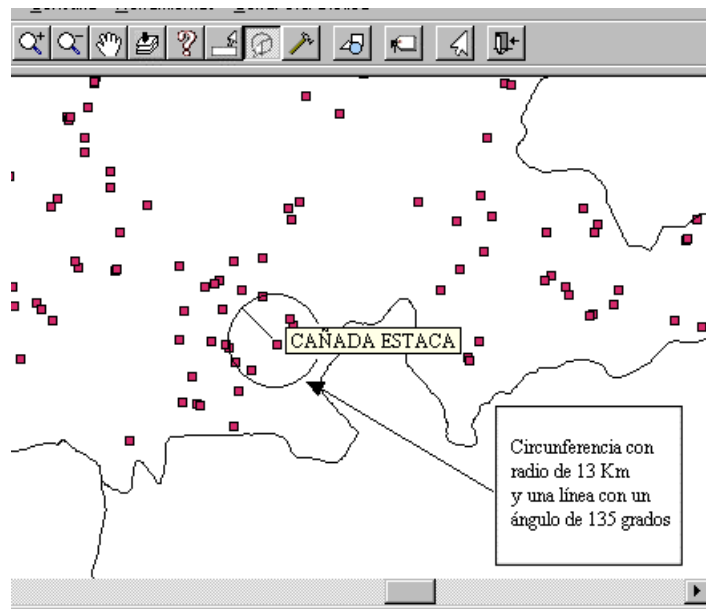 CAÑADA ESTACA
Circunferencia con
radio de 13 Km
y una línea con un
ángulo de 135 grados